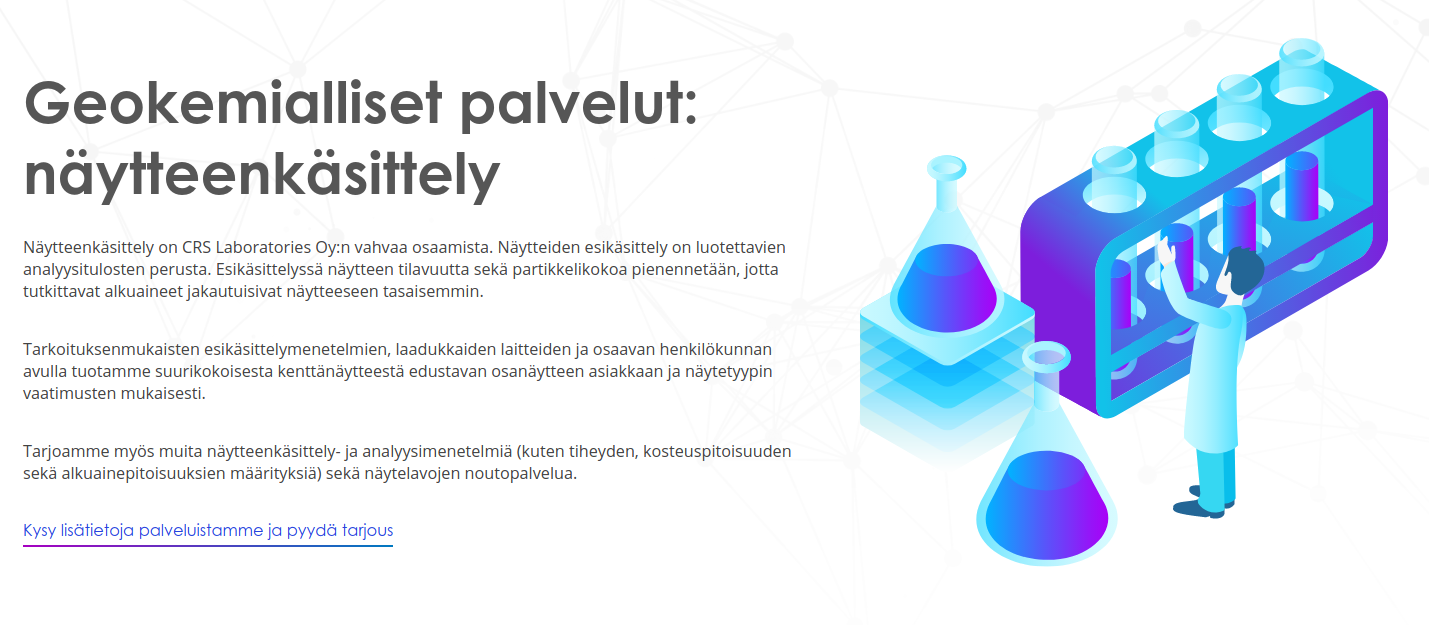 Geokemialliset palvelut:
näytteenkäsittely
Näytteenkäsittely on CRS Laboratories Oy:n vahvaa osaamista. Näytteiden esikäsittely on luotettavien
analyysitulosten perusta. Esikäsittelyssä näytteen tilavuutta sekä partikkelikokoa pienennetään, jotta
tutkittavat alkuaineet jakautuisivat näytteeseen tasaisemmin.
Tarkoituksenmukaisten esikäsittelymenetelmien, laadukkaiden laitteiden ja osaavan henkilökunnan
avulla tuotamme suurikokoisesta kenttänäytteestä edustavan osanäytteen asiakkaan ja näytetyypin
vaatimusten mukaisesti.
Tarjoamme myös muita näytteenkäsittely- ja analyysimenetelmiä (kuten tiheyden, kosteuspitoisuuden
sekä alkuainepitoisuuksien määrityksiä) sekä näytelavojen noutopalvelua.
Kysy lisätietoja palveluistamme ja pyydä tarjous